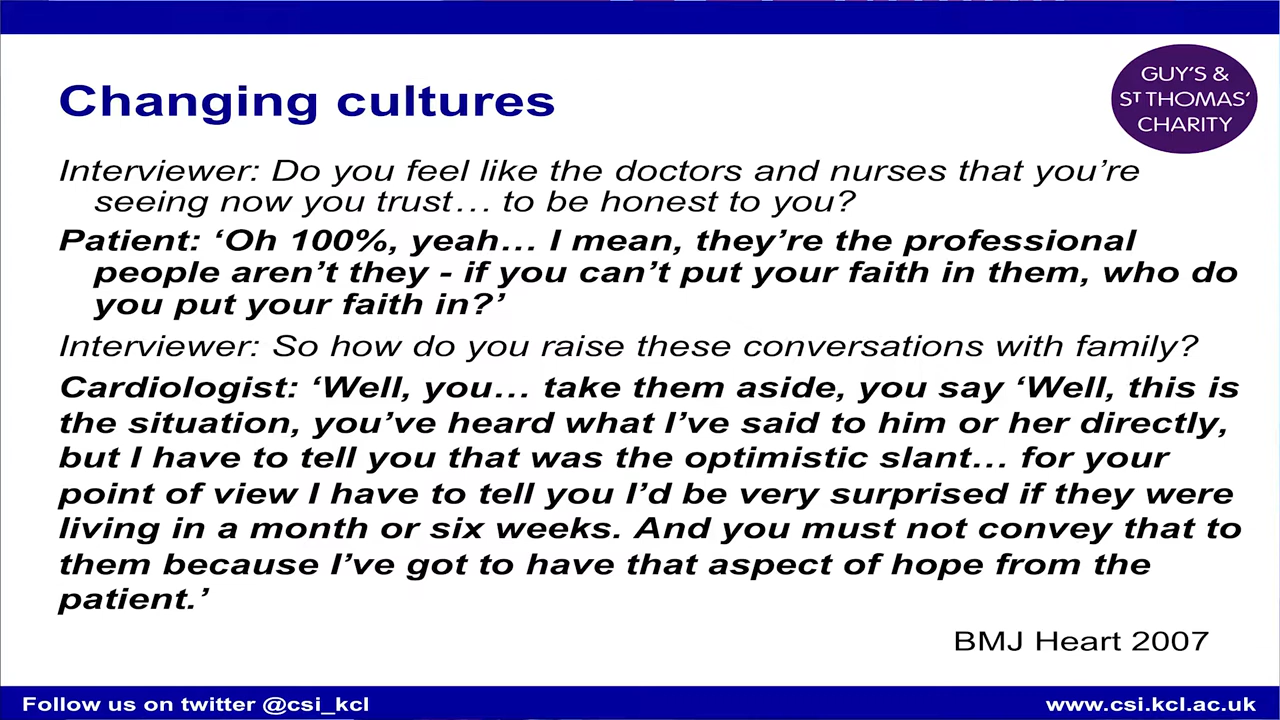 Changing cultures
GUY'S &
ST THOMAS'
CHARITY
Interviewer: Do you feel like the doctors and nurses that you're
seeing now you trust… to be honest to you?
Patient: ‘Oh 100%, yeah… I mean, they're the professional
people aren't they - if you can't put your faith in them, who do
you put your faith in?’
Interviewer: So how do you raise these conversations with family?
Cardiologist: ‘Well, you… take them aside, you say ‘Well, this is
the situation, you've heard what I've said to him or her directly,
but I have to tell you that was the optimistic slant… for your
point of view I have to tell you I'd be very surprised if they were
living in a month or six weeks. And you must not convey that to
them because I've got to have that aspect of hope from the
patient.’
BMJ Heart 2007
Follow us on twitter @csi_kcl
www.csi.kcl.ac.uk